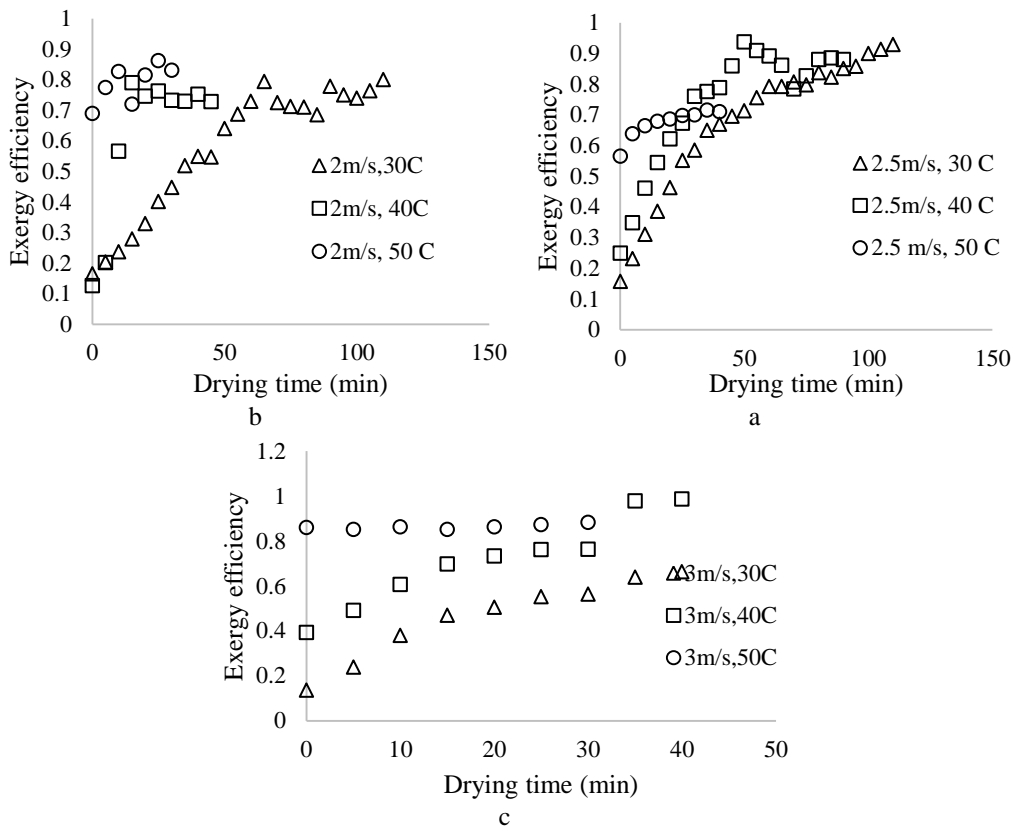 1
0.9
0.8
0.7
0.6
0.5
0.4
0.3
0.2
0.1
0
Exergy efficiency
2m/s,30C
2m/s, 40C
2m/s, 50 C
0 50 100 150
Drying time (min)
b
1
0.9
0.8
0.7
0.6
0.5
0.4
0.3
0.2
0.1
0
Exergy efficiency
2.5m/s, 30 C
2.5m/s, 40 C
2.5 m/s, 50 C
0 50 100 150
Drying time (min)
a
1.2
1
0.8
0.6
0.4
0.2
0
Exergy efficiency
3m/s,30C
3m/s,40C
3m/s,50C
0 10 20 30 40 50
Drying time (min)
c